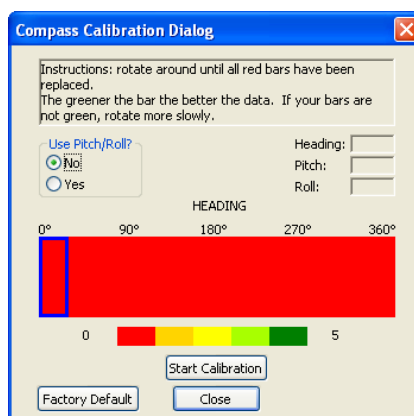 Compass Calibration Dialog
Instructions: rotate around until all red bars have been
replaced.
The greener the bar the better the data. If your bars are
not green, rotate more slowly.
Use Pitch/Roll?
No
Yes
Heading:
Pitch:
Roll:
HEADING
0° 90° 180° 270° 360°
0 5
Start Calibration
Factory Default Close